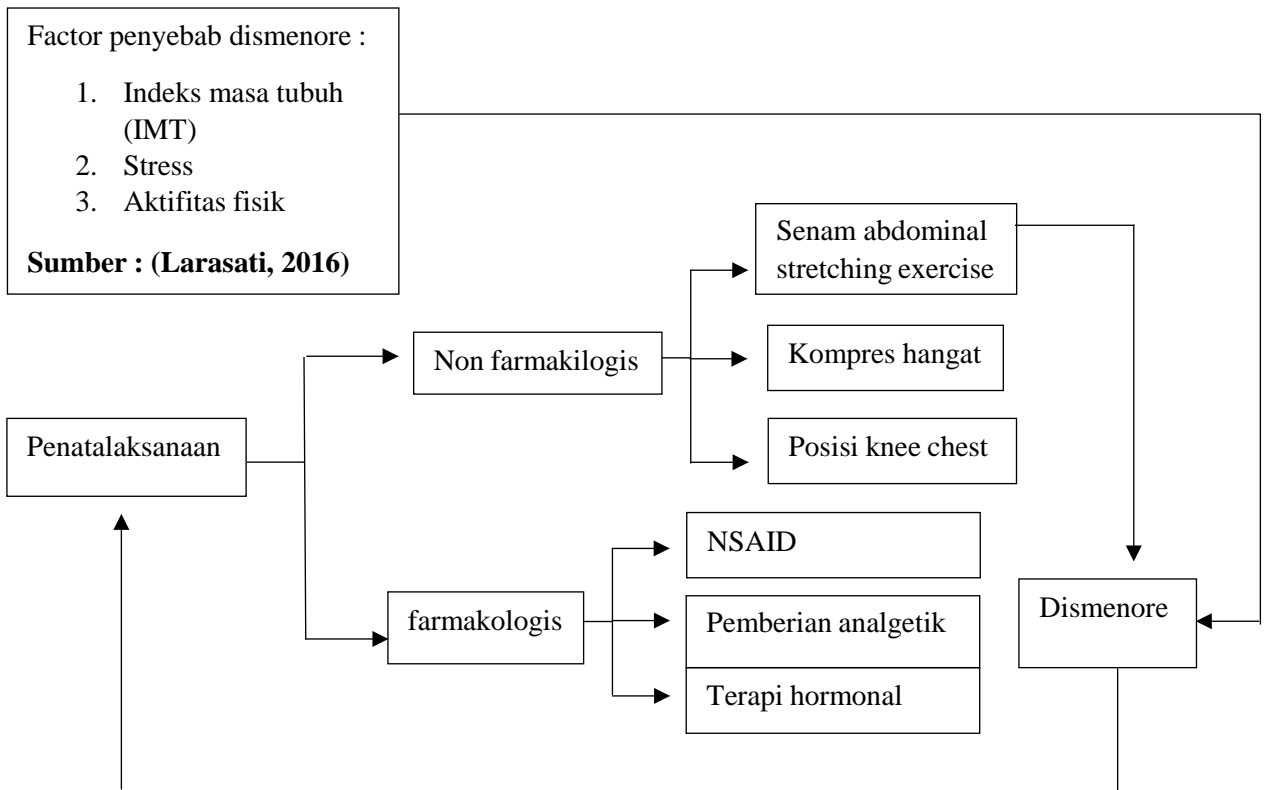 Factor penyebab dismenore :
1. Indeks masa tubuh
(IMT)
2. Stress
3. Aktifitas fisik
Sumber : (Larasati, 2016)
Senam abdominal
stretching exercise
Non farmakilogis
Kompres hangat
Penatalaksanaan
Posisi knee chest
NSAID
farmakologis
Pemberian analgetik
Dismenore
Terapi hormonal